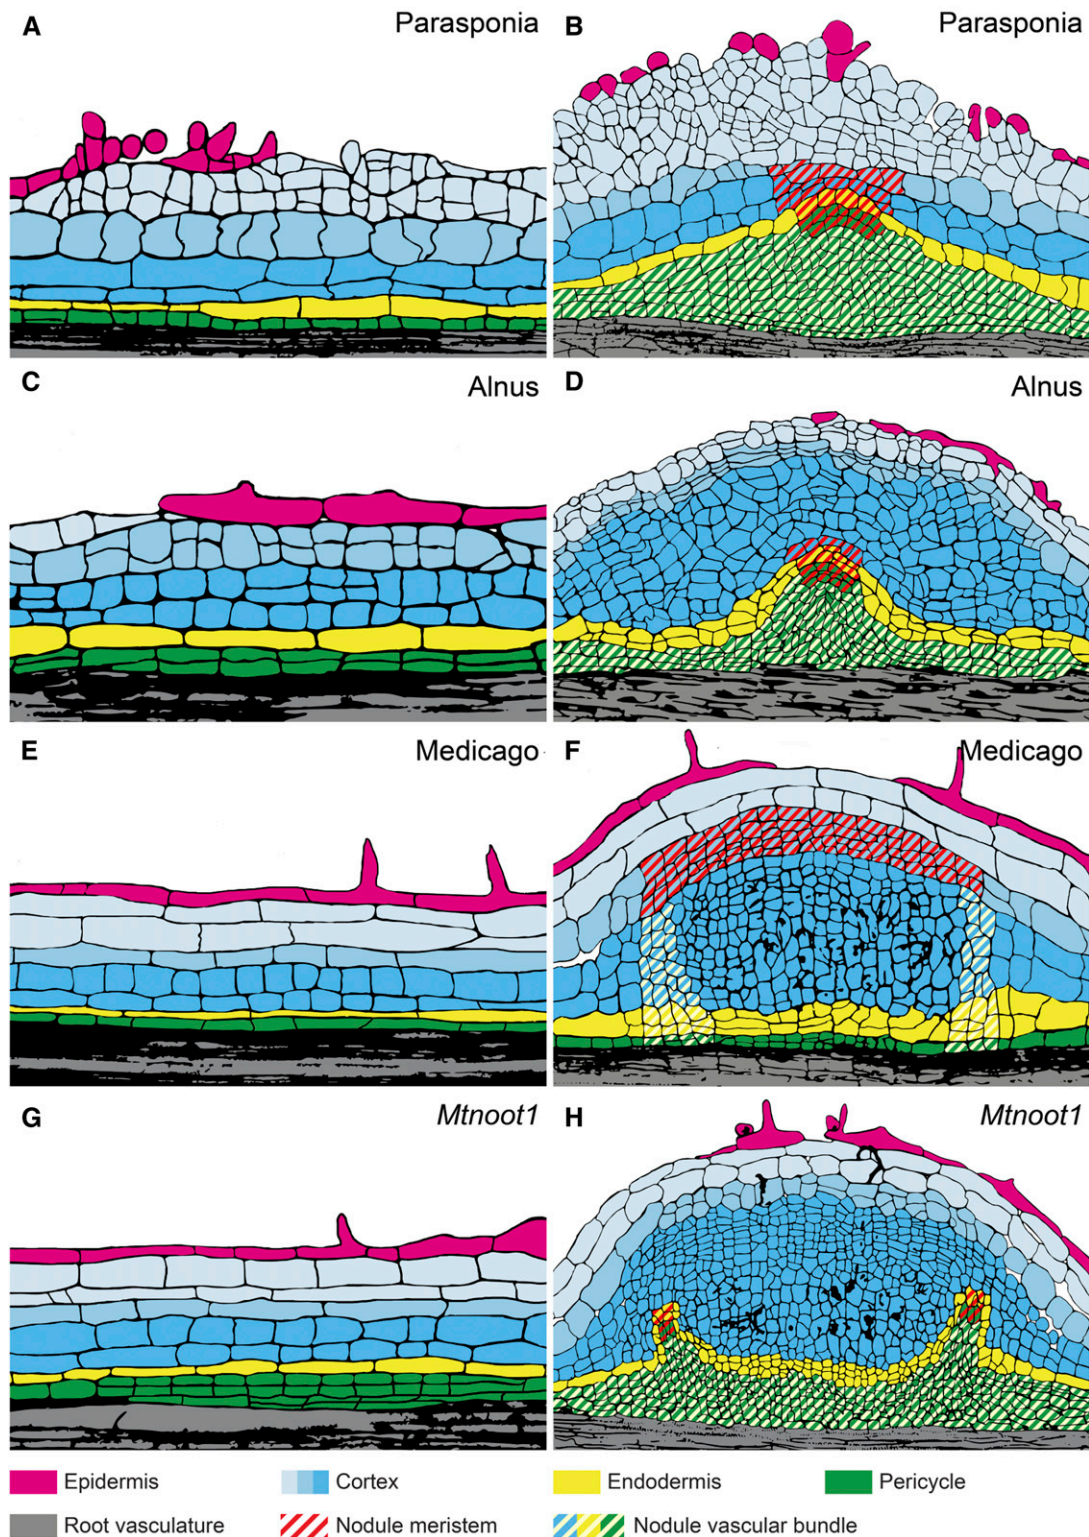 A Parasponia
B Parasponia
C Alnus
D Alnus
E Medicago
F Medicago
G Mtnoot1
H Mtnoot1
Epidermis Cortex Endodermis Pericycle
Root vasculature Nodule meristem Nodule vascular bundle